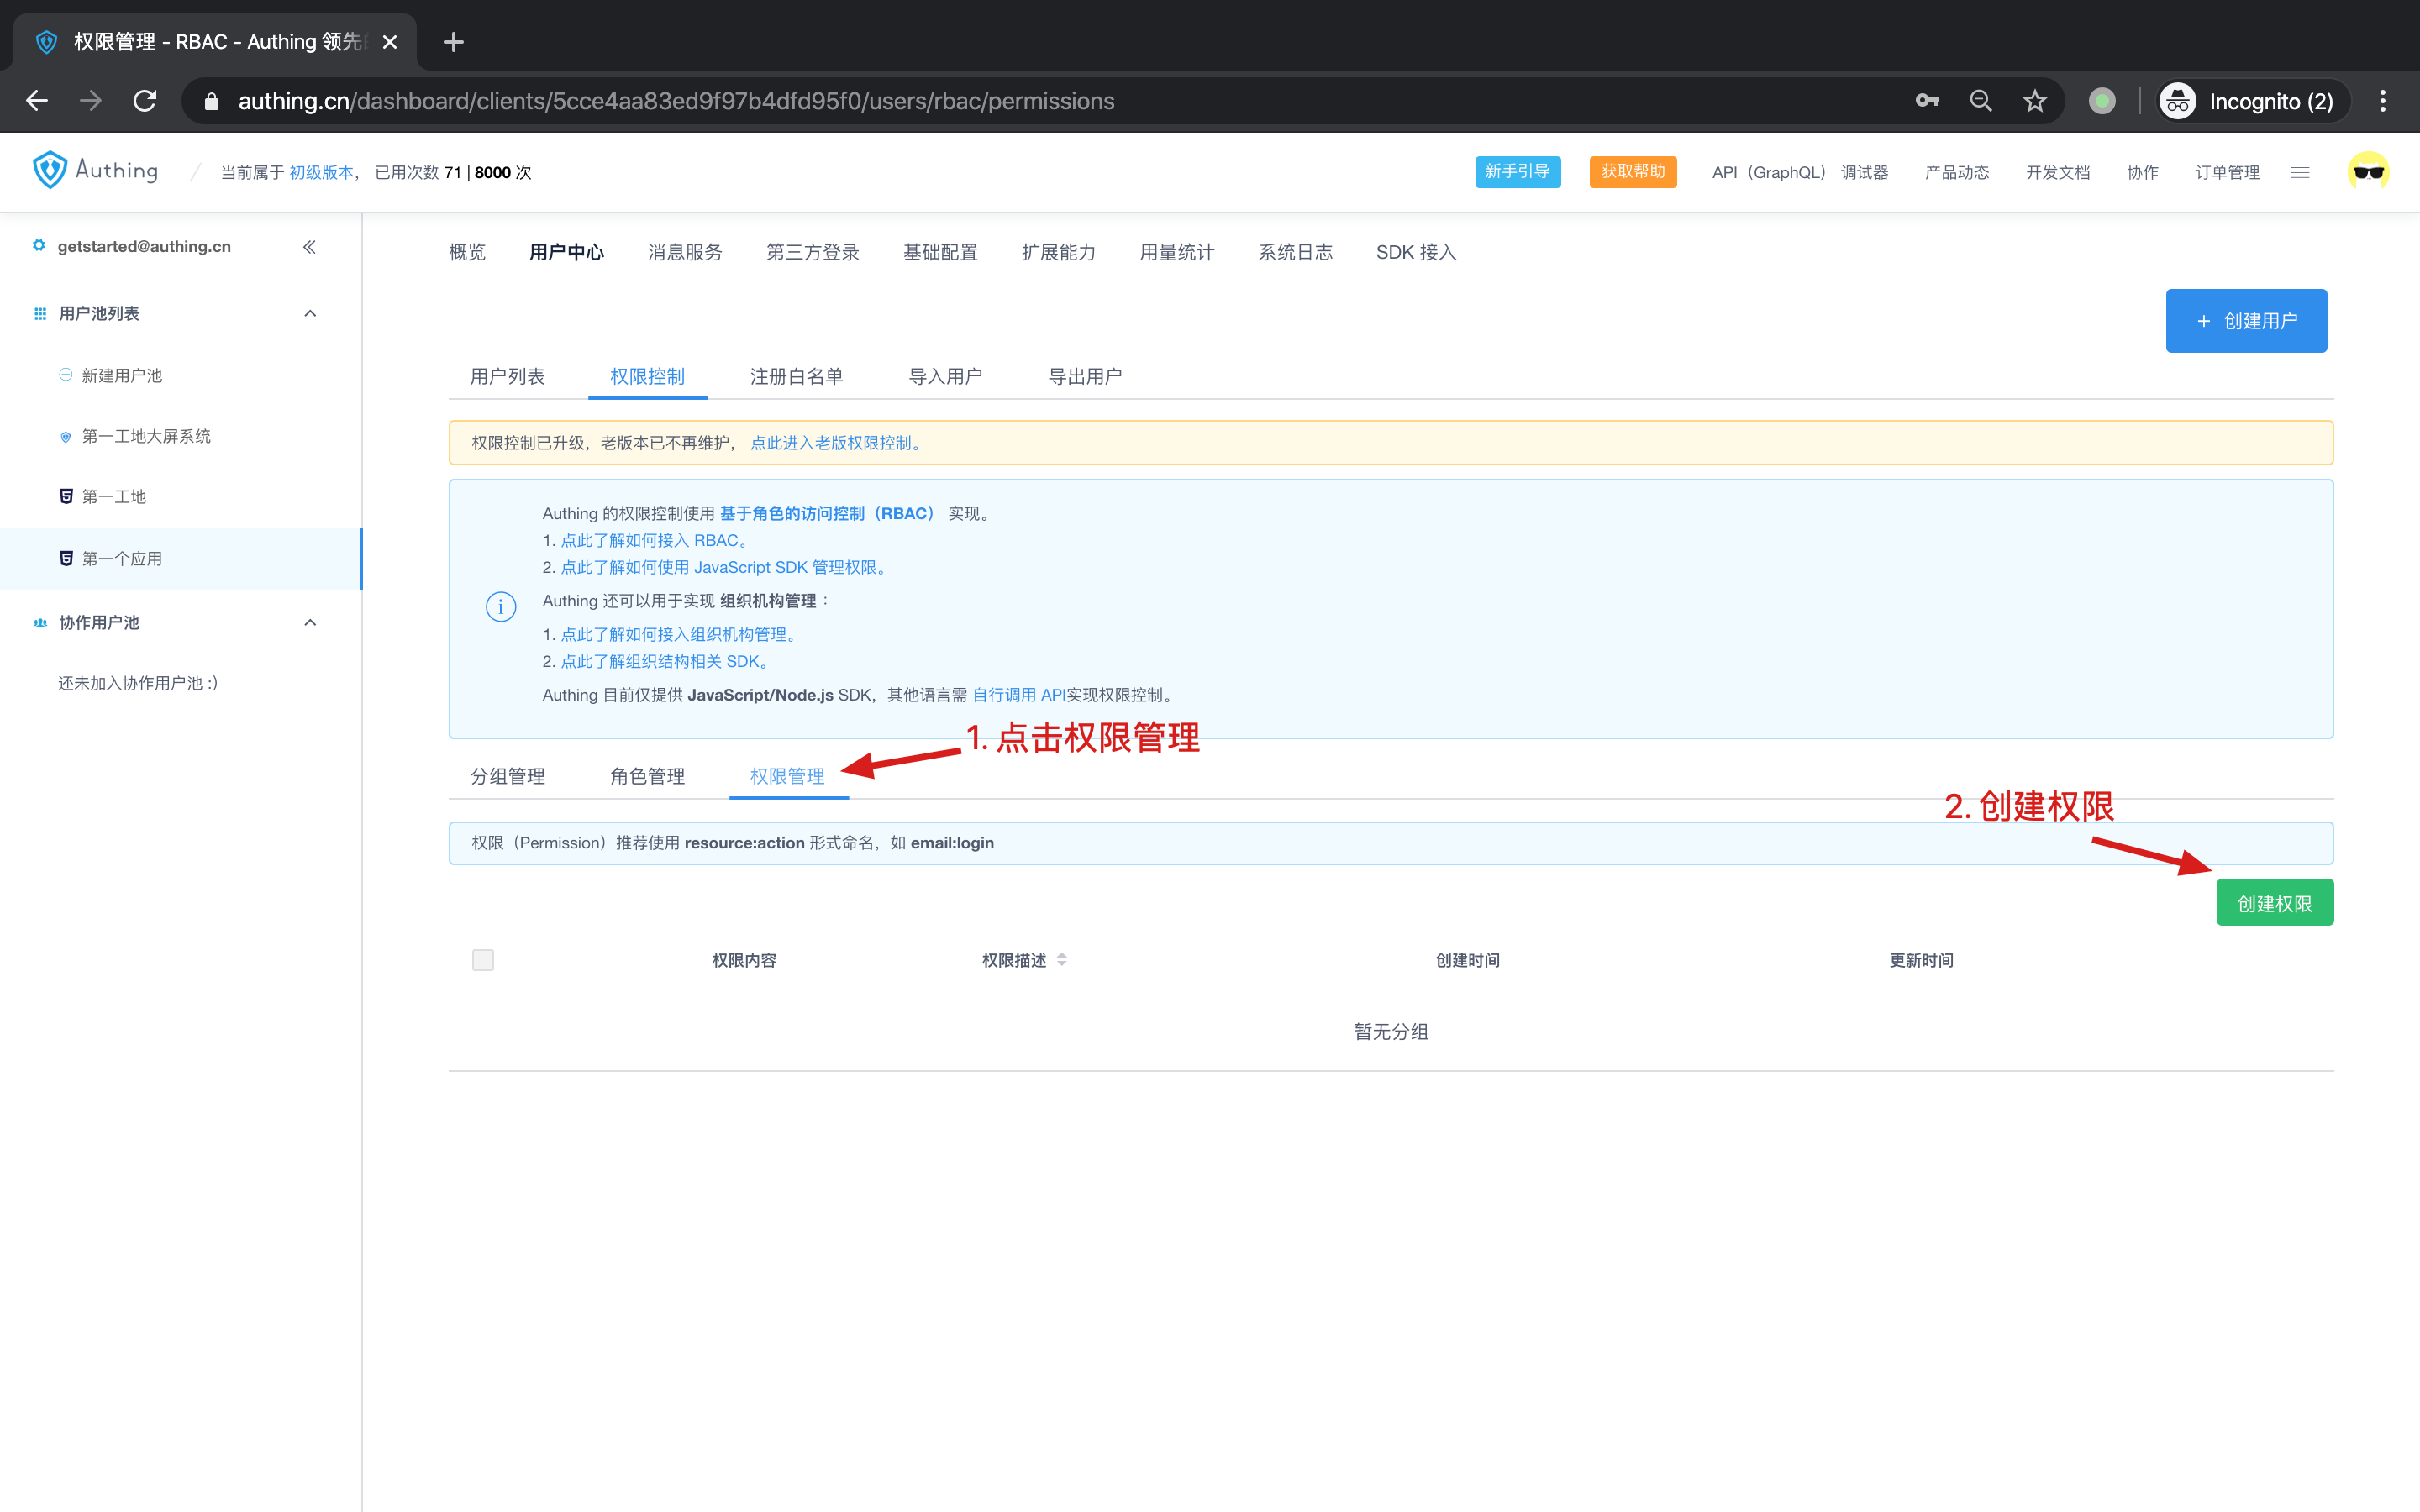 权限管理 - RBAC - Authing 领先
authing.cn/dashboard/clients/5cce4aa83ed9f97b4dfd95f0/users/rbac/permissions
Incognito (2)
Authing
/ 当前属于 初级版本， 已用次数 71 | 8000 次
新手引导
获取帮助
API（GraphQL） 调试器
产品动态
开发文档
协作
订单管理
getstarted@authing.cn
用户池列表
新建用户池
第一工地大屏系统
第一工地
第一个应用
协作用户池
还未加入协作用户池 :)
概览
用户中心
消息服务
第三方登录
基础配置
扩展能力
用量统计
系统日志
SDK 接入
+ 创建用户
用户列表
权限控制
注册白名单
导入用户
导出用户
权限控制已升级，老版本已不再维护， 点此进入老版权限控制。
Authing 的权限控制使用 基于角色的访问控制（RBAC） 实现。
1. 点此了解如何接入 RBAC。
2. 点此了解如何使用 JavaScript SDK 管理权限。
Authing 还可以用于实现 组织机构管理：
1. 点此了解如何接入组织机构管理。
2. 点此了解组织结构相关 SDK。
Authing 目前仅提供 JavaScript/Node.js SDK，其他语言需 自行调用 API实现权限控制。
1. 点击权限管理
分组管理
角色管理
权限管理
2. 创建权限
权限（Permission）推荐使用 resource:action 形式命名，如 email:login
创建权限
权限内容
权限描述
创建时间
更新时间
暂无分组